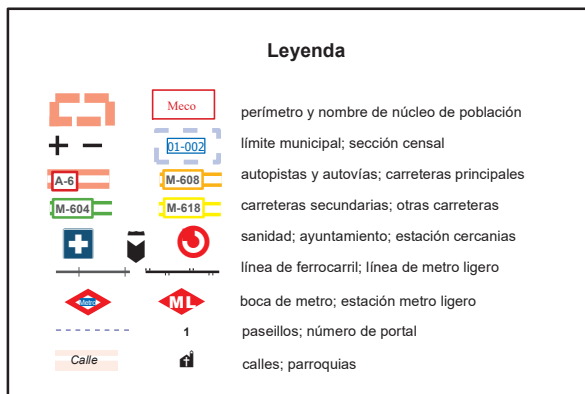 Leyenda
Meco perímetro y nombre de núcleo de población
01-002 límite municipal; sección censal
A-6 M-608 autopistas y autovías; carreteras principales
M-604 M-618 carreteras secundarias; otras carreteras
sanidad; ayuntamiento; estación cercanias
línea de ferrocarril; línea de metro ligero
Metro ML boca de metro; estación metro ligero
1 paseillos; número de portal
Calle calles; parroquias